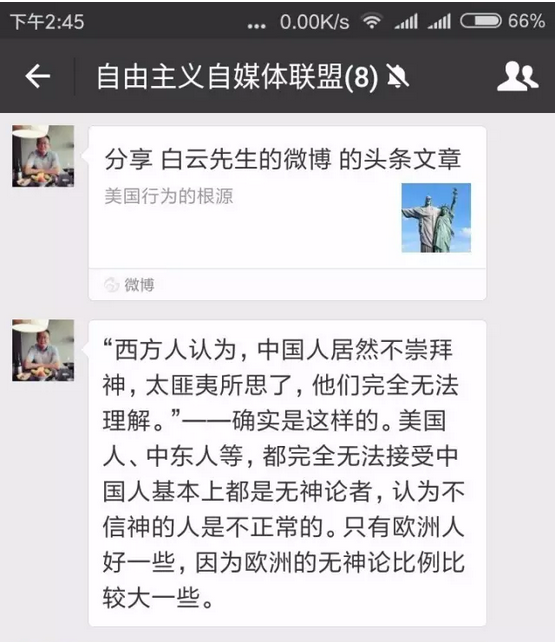 下午2:45 ... 0.00K/s 66%
自由主义自媒体联盟(8)
分享 白云先生的微博 的头条文章
美国行为的根源
微博
“西方人认为，中国人居然不崇拜
神，太匪夷所思了，他们完全无法
理解。”——确实是这样的。美国
人、中东人等，都完全无法接受中
国人基本上都是无神论者，认为不
信神的人是不正常的。只有欧洲人
好一些，因为欧洲的无神论比例比
较大一些。